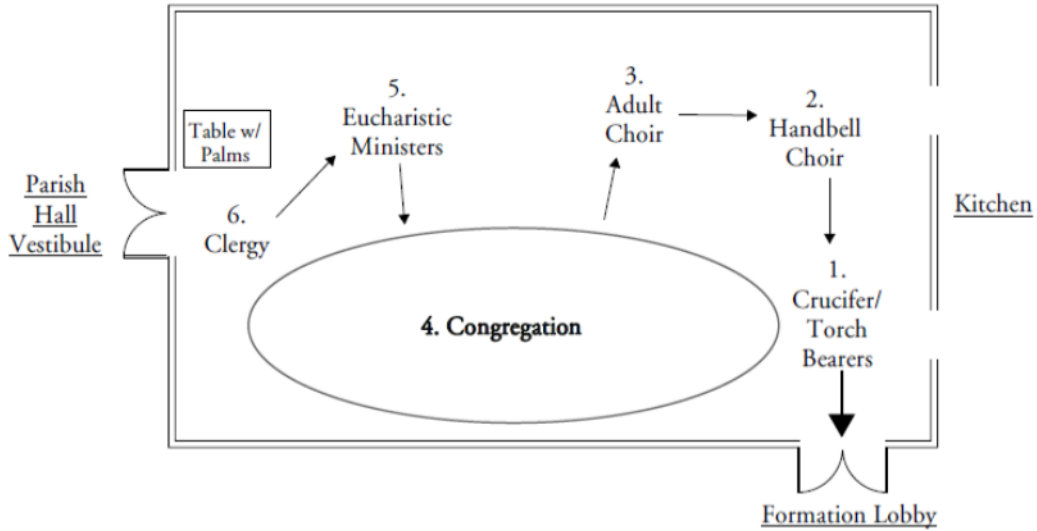 5.
Eucharistic
Ministers
3.
Adult
Choir
2.
Handbell
Choir
Table w/
Palms
Parish
Hall
Vestibule
6.
Clergy
Kitchen
1.
Crucifer/
Torch
Bearers
4. Congregation
Formation Lobby